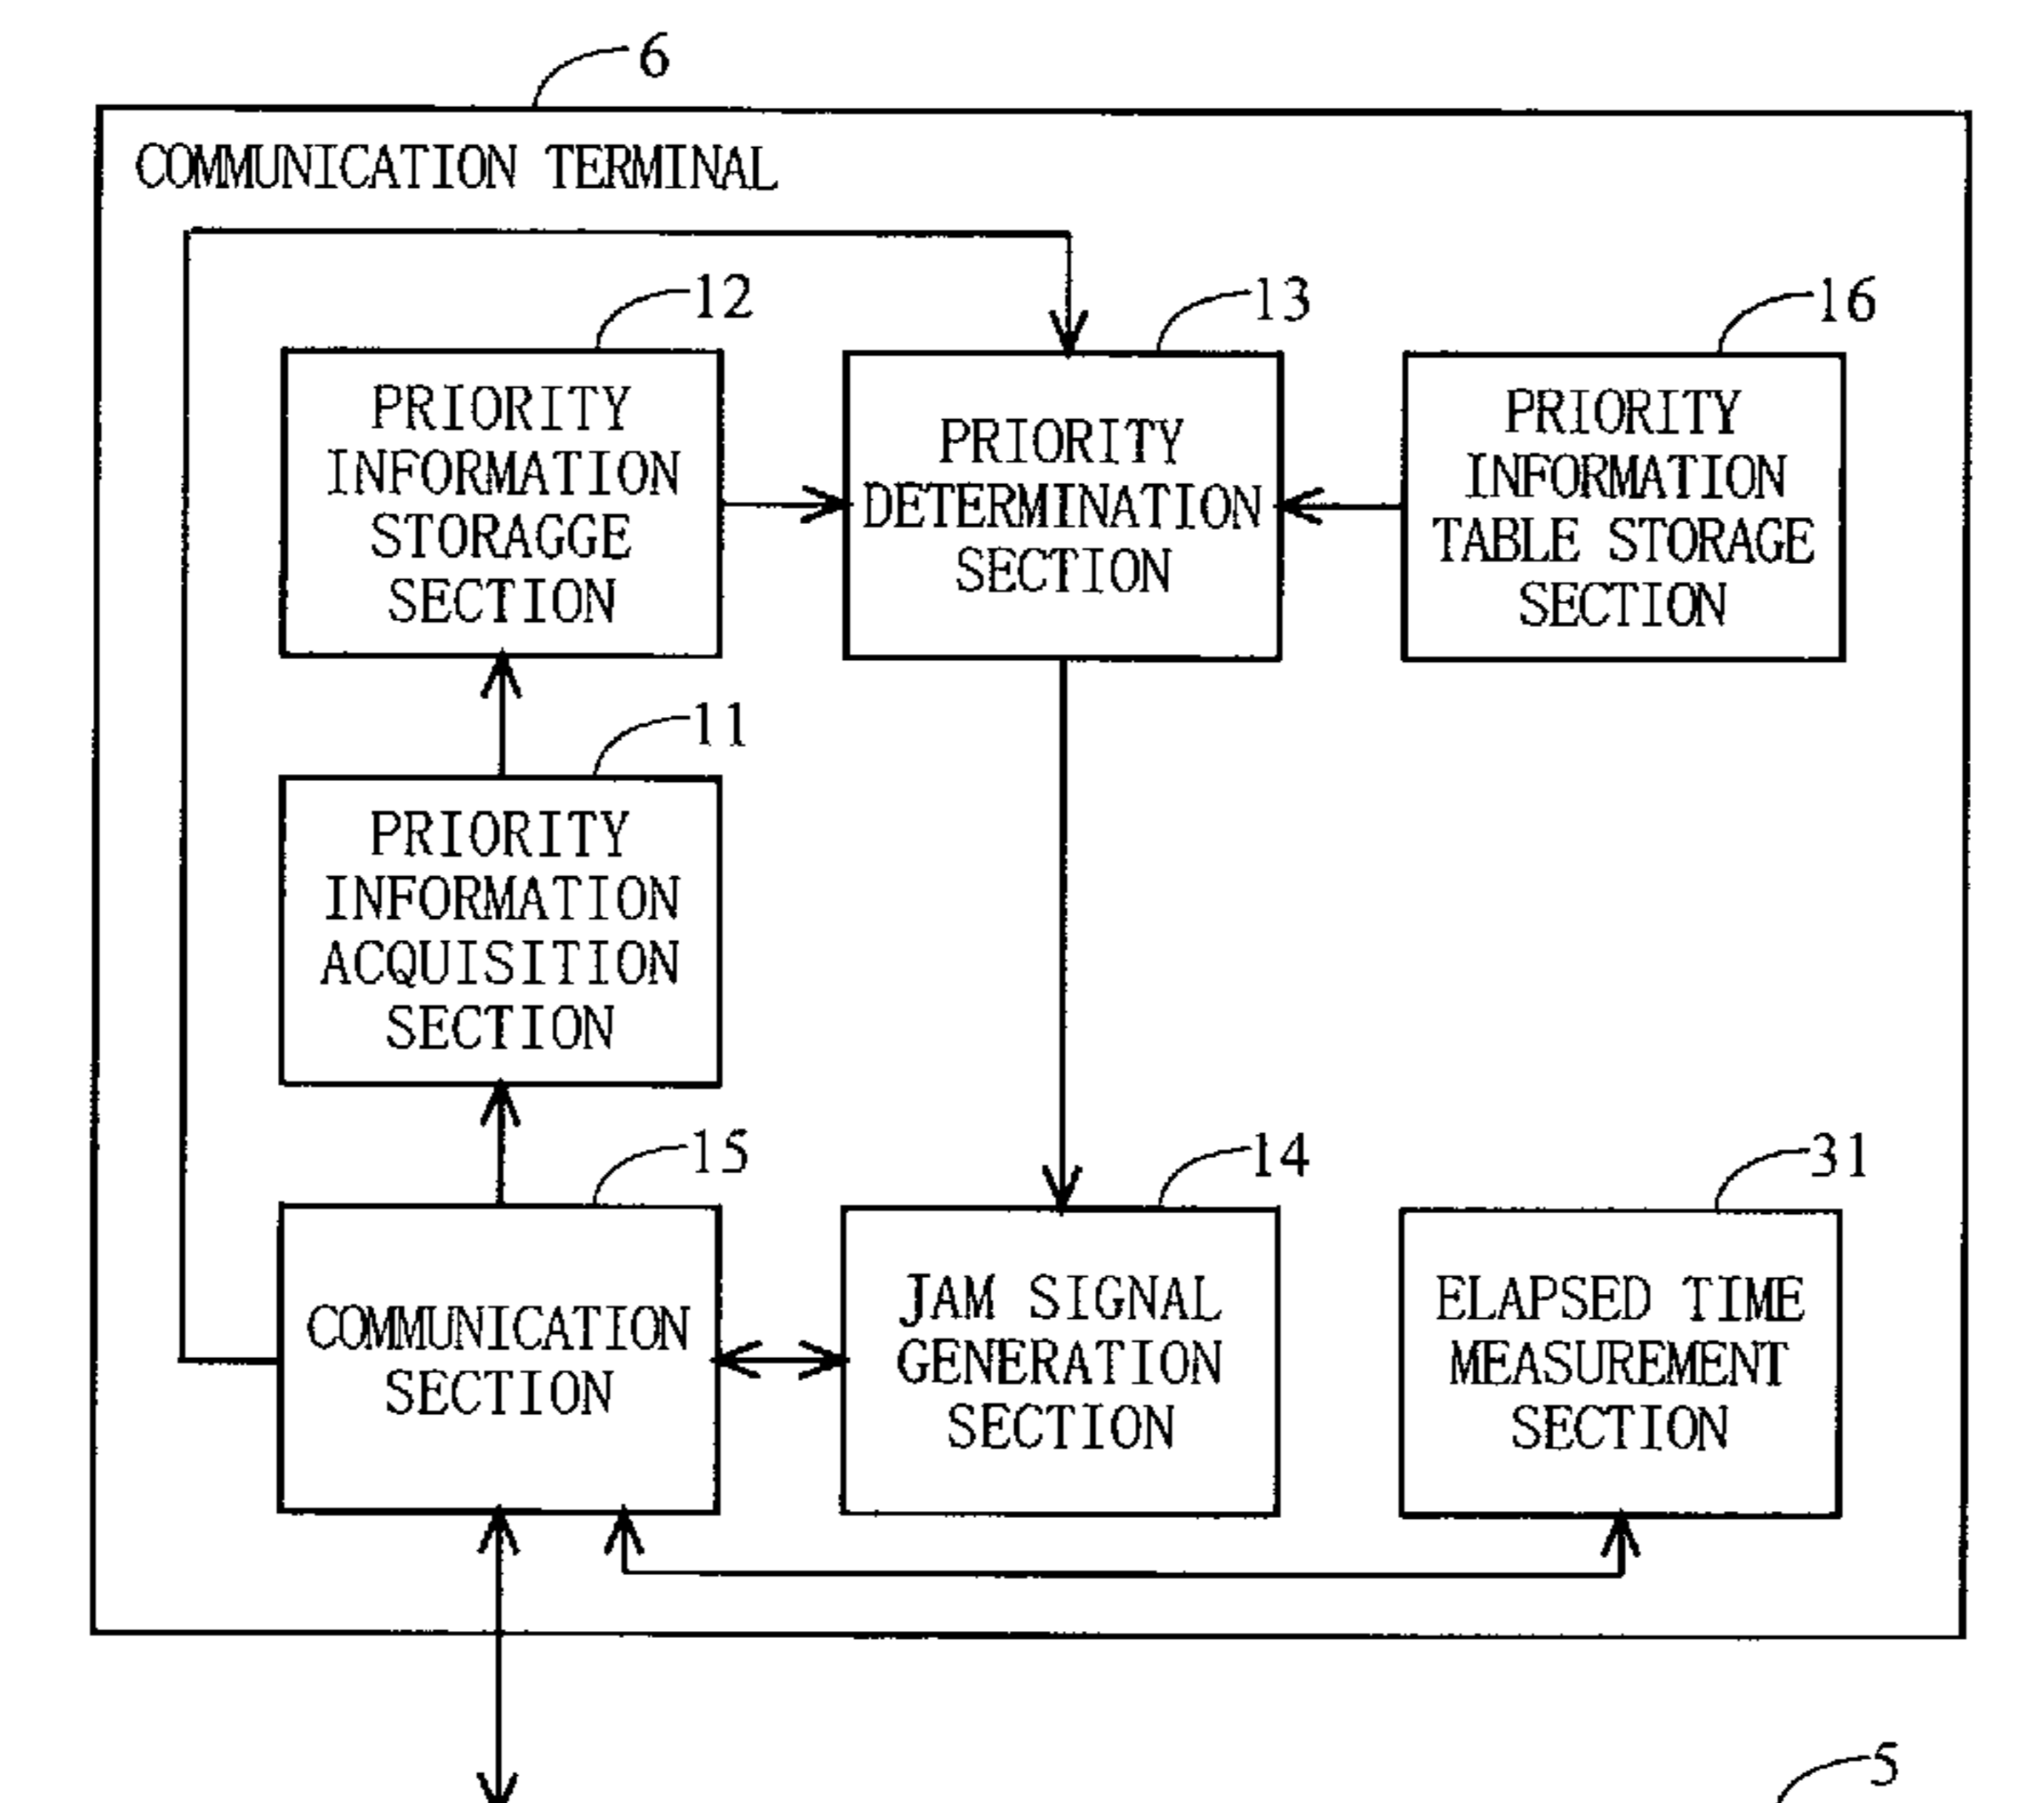 6
COMMUNICATION TERMINAL
12
13
16
PRIORITY
INFORMATION
STORAGGE
SECTION
PRIORITY
DETERMINATION
SECTION
PRIORITY
INFORMATION
TABLE STORAGE
SECTION
11
PRIORITY
INFORMATION
ACQUISITION
SECTION
15
14
31
COMMUNICATION
SECTION
JAM SIGNAL
GENERATION
SECTION
ELAPSED TIME
MEASUREMENT
SECTION
5